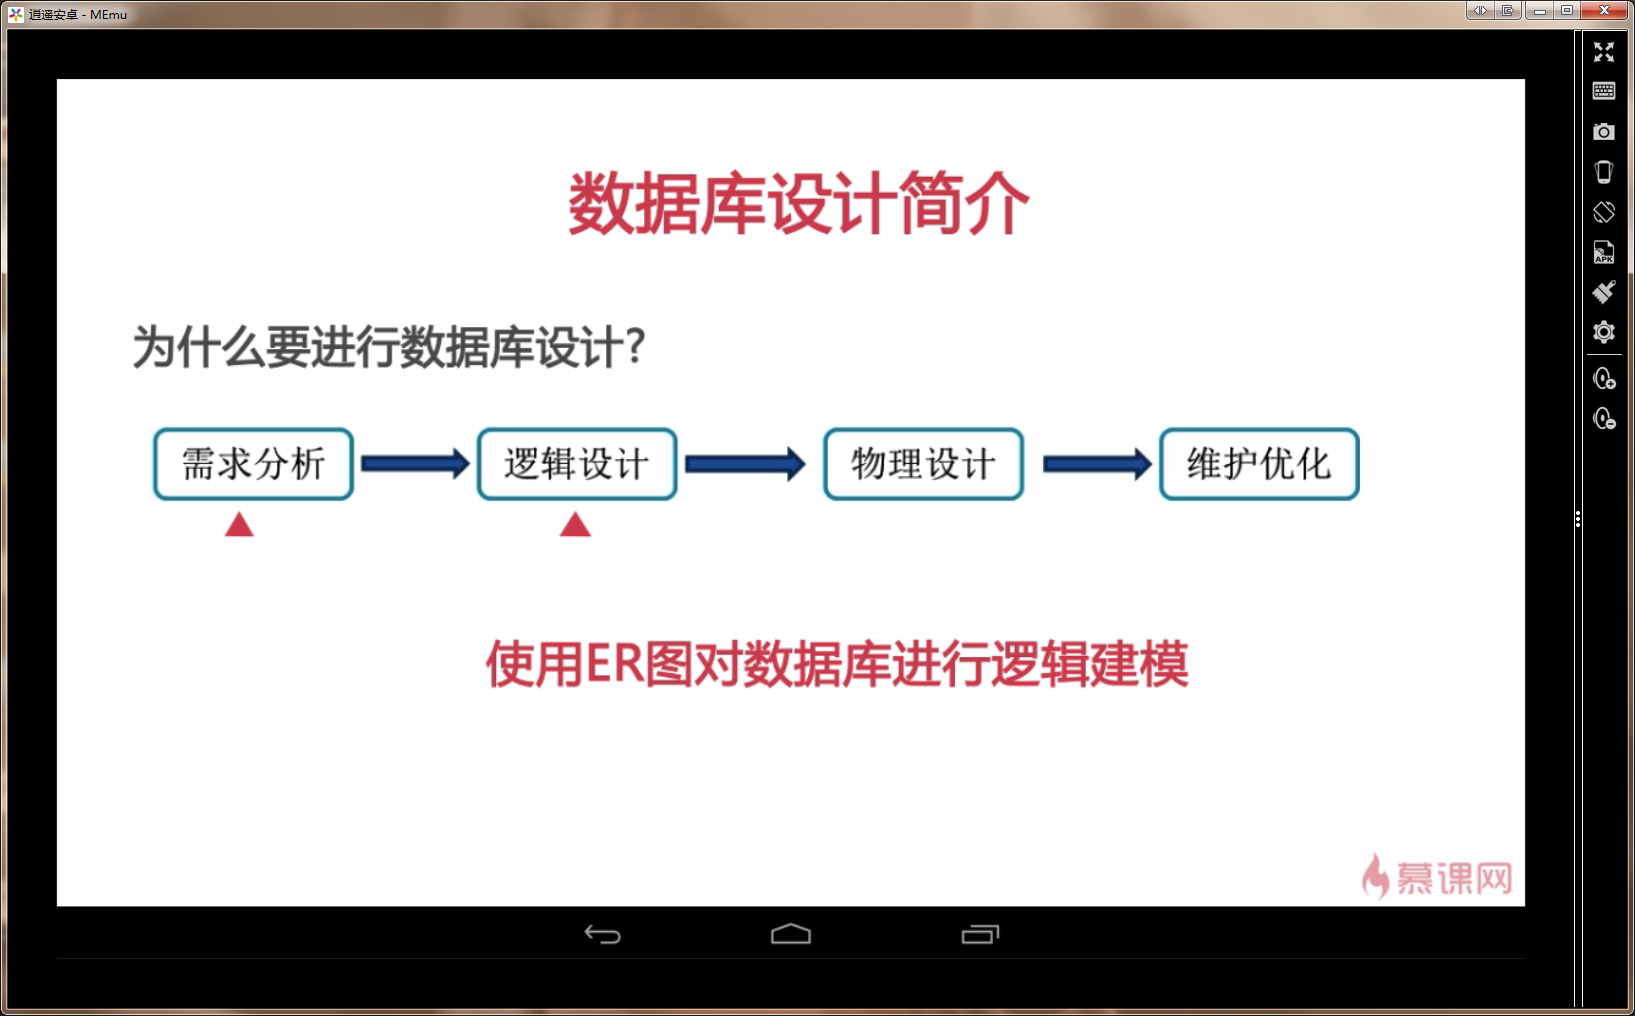 逍遥安卓 - MEmu
数据库设计简介
为什么要进行数据库设计?
需求分析 逻辑设计 物理设计 维护优化
使用ER图对数据库进行逻辑建模
慕课网
APK